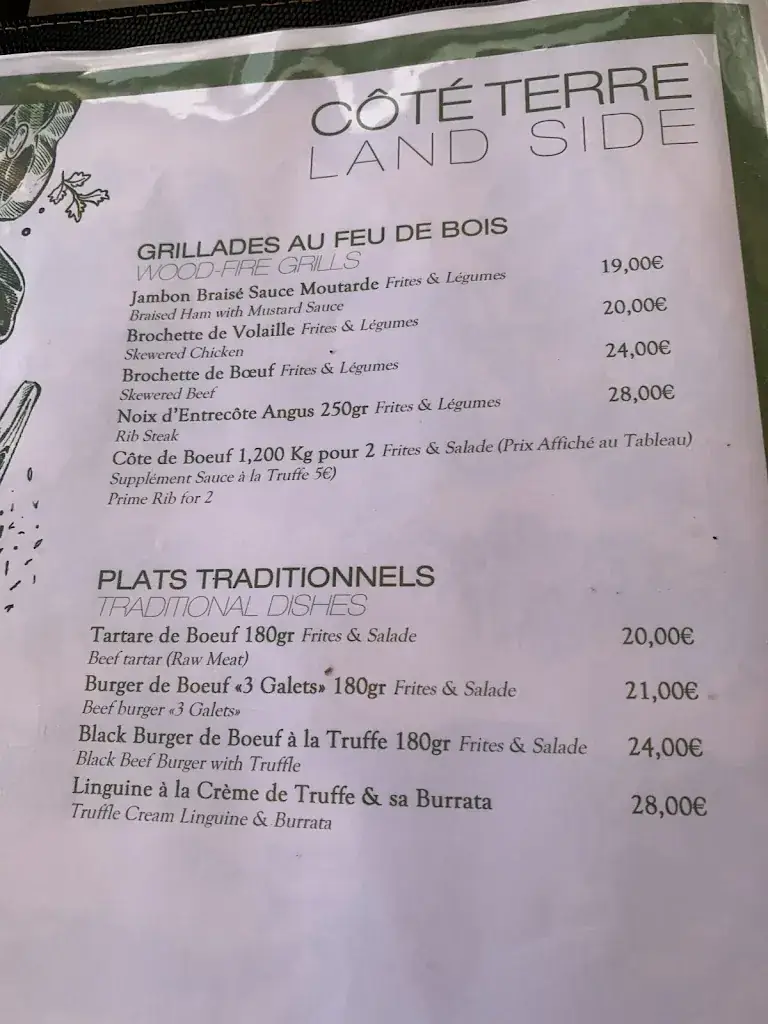 CÔTÉ TERRE
LAND SIDE
GRILLADES AU FEU DE BOIS
WOOD-FIRE GRILLS
Jambon Braisé Sauce Moutarde Frites & Légumes 19,00€
Braised Ham with Mustard Sauce
Brochette de Volaille Frites & Légumes 20,00€
Skewered Chicken
Brochette de Bœuf Frites & Légumes 24,00€
Skewered Beef
Noix d'Entrecôte Angus 250gr Frites & Légumes 28,00€
Rib Steak
Côte de Boeuf 1,200 Kg pour 2 Frites & Salade (Prix Affiché au Tableau)
Supplément Sauce à la Truffe 5€)
Prime Rib for 2
PLATS TRADITIONNELS
TRADITIONAL DISHES
Tartare de Boeuf 180gr Frites & Salade 20,00€
Beef tartar (Raw Meat)
Burger de Boeuf «3 Galets» 180gr Frites & Salade 21,00€
Beef burger «3 Galets»
Black Burger de Boeuf à la Truffe 180gr Frites & Salade 24,00€
Black Beef Burger with Truffle
Linguine à la Crème de Truffe & sa Burrata 28,00€
Truffle Cream Linguine & Burrata